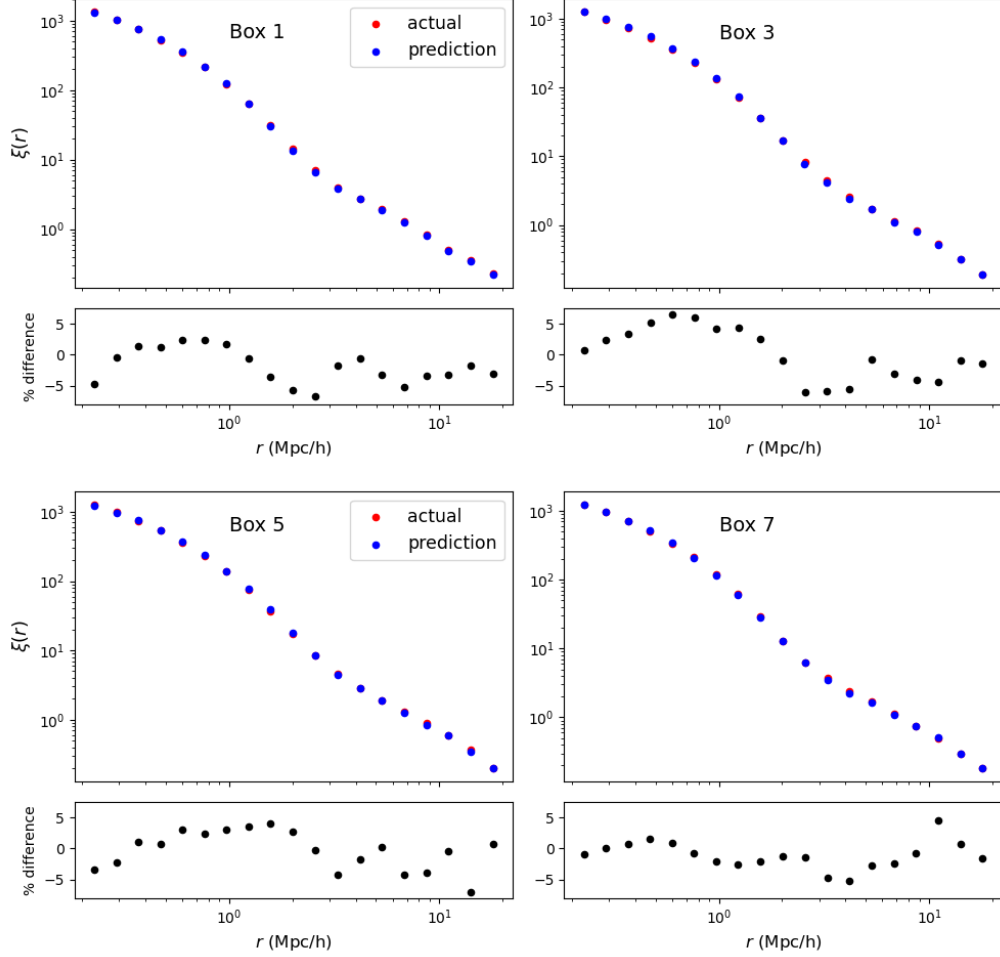 Box 1
actual
prediction
ξ(r)
10³
10²
10¹
10⁰
% difference
5
0
−5
10⁰
10¹
r (Mpc/h)
Box 3
10³
10²
10¹
10⁰
5
0
−5
10⁰
10¹
r (Mpc/h)
Box 5
actual
prediction
ξ(r)
10³
10²
10¹
10⁰
% difference
5
0
−5
10⁰
10¹
r (Mpc/h)
Box 7
10³
10²
10¹
10⁰
5
0
−5
10⁰
10¹
r (Mpc/h)